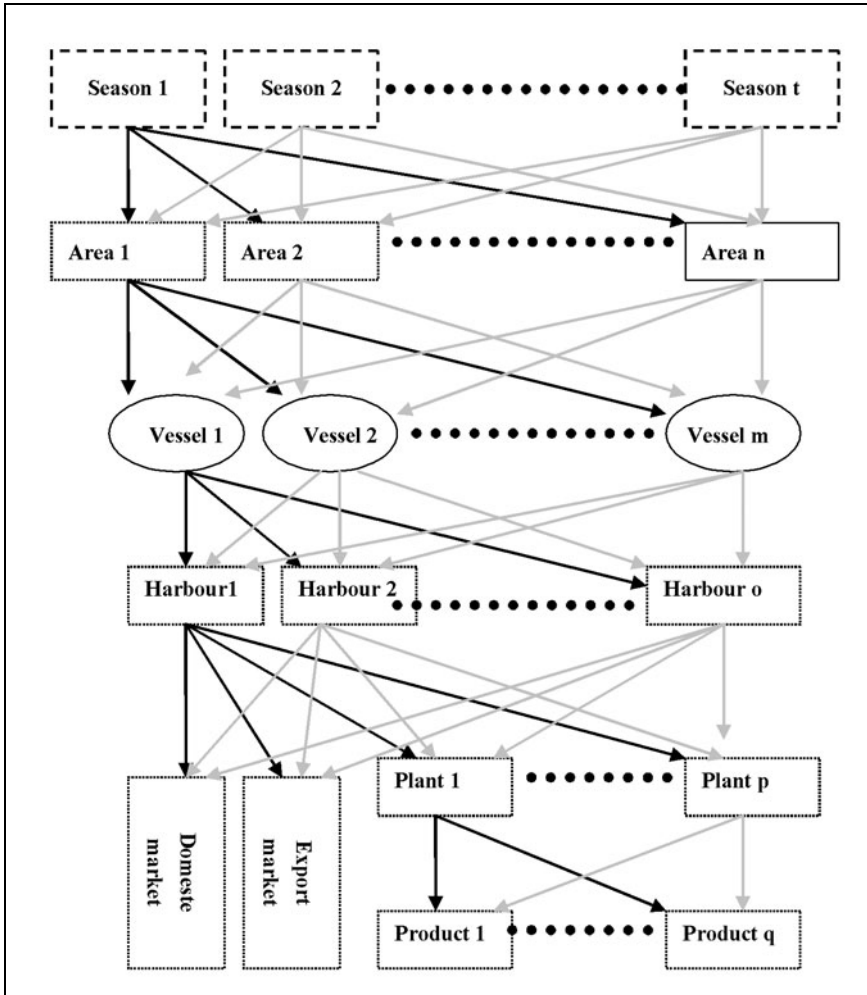 Season 1
Season 2
Season t
Area 1
Area 2
Area n
Vessel 1
Vessel 2
Vessel m
Harbour1
Harbour 2
Harbour o
Plant 1
Plant p
Domeste
market
Export
market
Product 1
Product q